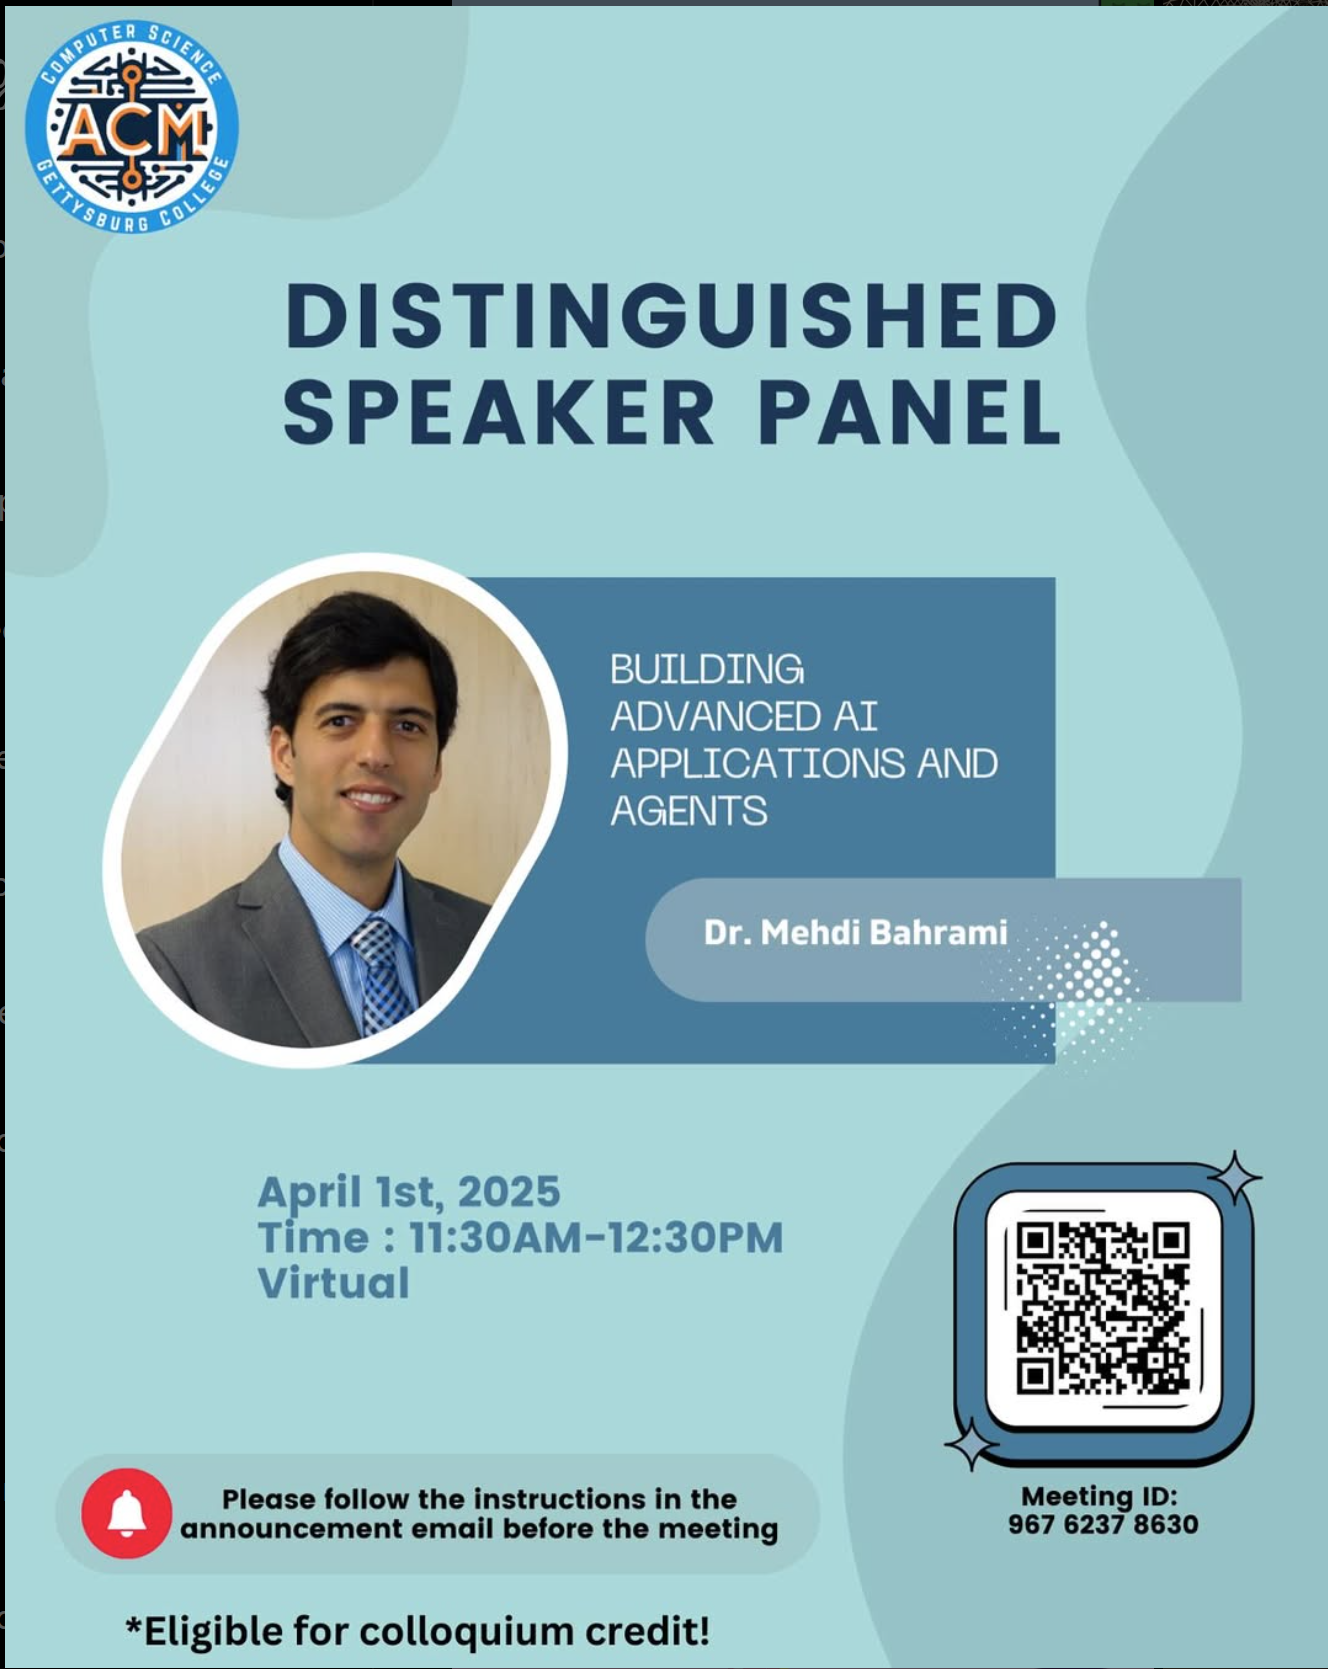 COMPUTER SCIENCE
ACM
GETTYSBURG COLLEGE
DISTINGUISHED
SPEAKER PANEL
BUILDING
ADVANCED AI
APPLICATIONS AND
AGENTS
Dr. Mehdi Bahrami
April 1st, 2025
Time : 11:30AM-12:30PM
Virtual
Meeting ID:
967 6237 8630
Please follow the instructions in the
announcement email before the meeting
*Eligible for colloquium credit!